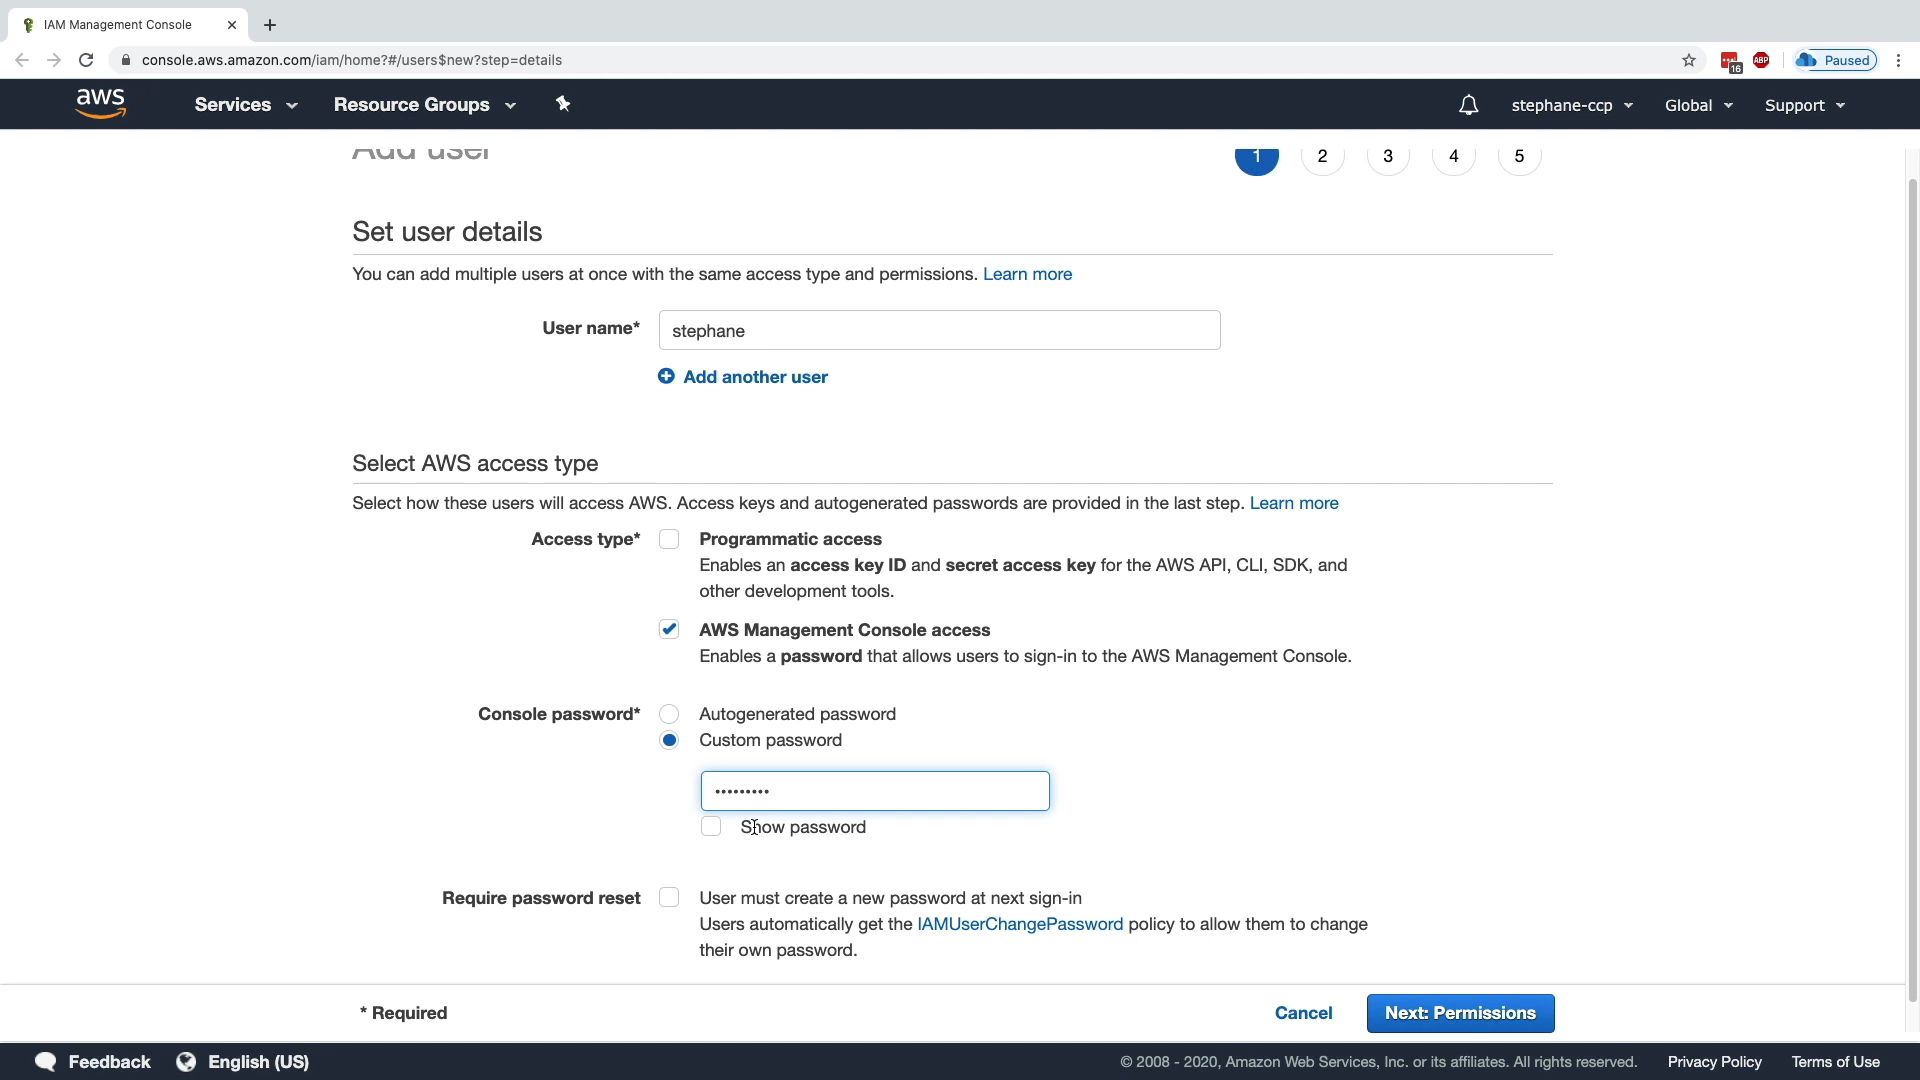 IAM Management Console
console.aws.amazon.com/iam/home?#/users$new?step=details
16
ABP
Paused
aws
Services
Resource Groups
stephane-ccp
Global
Support
Add user
1
2
3
4
5
Set user details
You can add multiple users at once with the same access type and permissions. Learn more
User name*
stephane
Add another user
Select AWS access type
Select how these users will access AWS. Access keys and autogenerated passwords are provided in the last step. Learn more
Access type*
Programmatic access
Enables an access key ID and secret access key for the AWS API, CLI, SDK, and
other development tools.
AWS Management Console access
Enables a password that allows users to sign-in to the AWS Management Console.
Console password*
Autogenerated password
Custom password
•••••••••
Show password
Require password reset
User must create a new password at next sign-in
Users automatically get the IAMUserChangePassword policy to allow them to change
their own password.
* Required
Cancel
Next: Permissions
Feedback
English (US)
© 2008 - 2020, Amazon Web Services, Inc. or its affiliates. All rights reserved.
Privacy Policy
Terms of Use